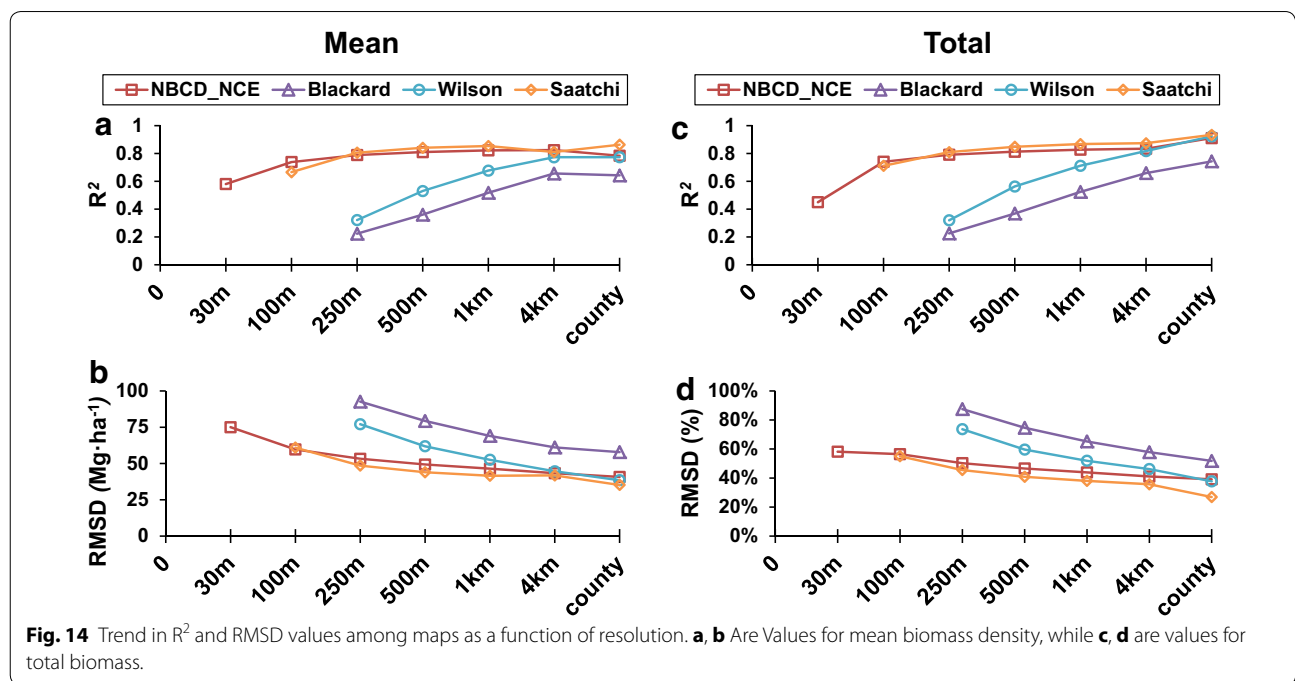 Mean
NBCD_NCE Blackard Wilson Saatchi
a
R²
1
0.8
0.6
0.4
0.2
0
0 30m 100m 250m 500m 1km 4km county
b
RMSD (Mg·ha⁻¹)
100
75
50
25
0
0 30m 100m 250m 500m 1km 4km county
Total
NBCD_NCE Blackard Wilson Saatchi
c
R²
1
0.8
0.6
0.4
0.2
0
0 30m 100m 250m 500m 1km 4km county
d
RMSD (%)
100%
80%
60%
40%
20%
0%
0 30m 100m 250m 500m 1km 4km county
Fig. 14 Trend in R² and RMSD values among maps as a function of resolution. a, b Are Values for mean biomass density, while c, d are values for
total biomass.